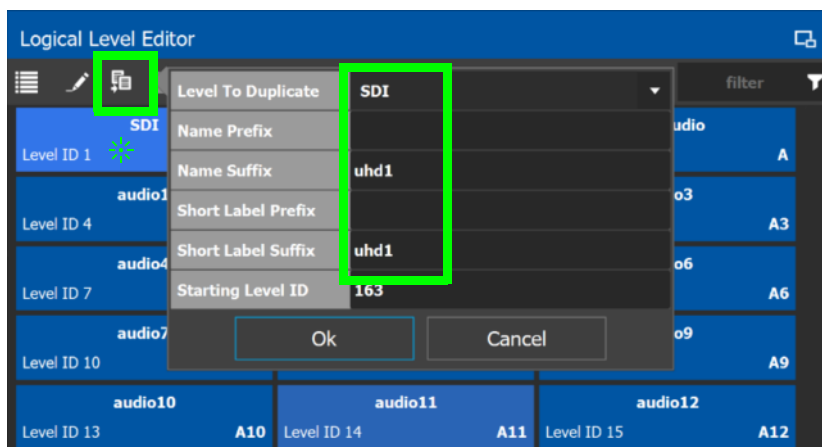 Logical Level Editor
filter
Level To Duplicate SDI
Name Prefix
Name Suffix uhd1
Short Label Prefix
Short Label Suffix uhd1
Starting Level ID 163
Ok Cancel
SDI
Level ID 1
udio
A
audio1
Level ID 4
o3
A3
audio4
Level ID 7
o6
A6
audio7
Level ID 10
o9
A9
audio10
Level ID 13 A10
audio11
Level ID 14 A11
audio12
Level ID 15 A12